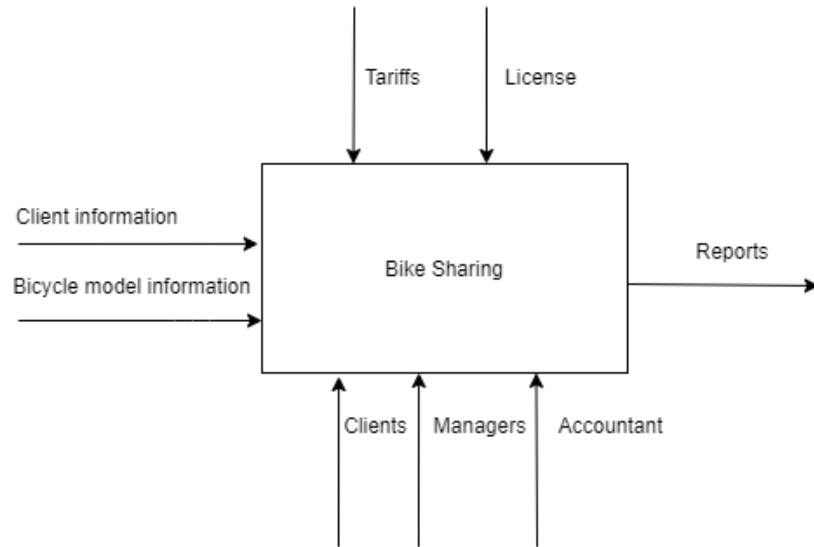 Tariffs
License
Client information
Bicycle model information
Bike Sharing
Reports
Clients
Managers
Accountant